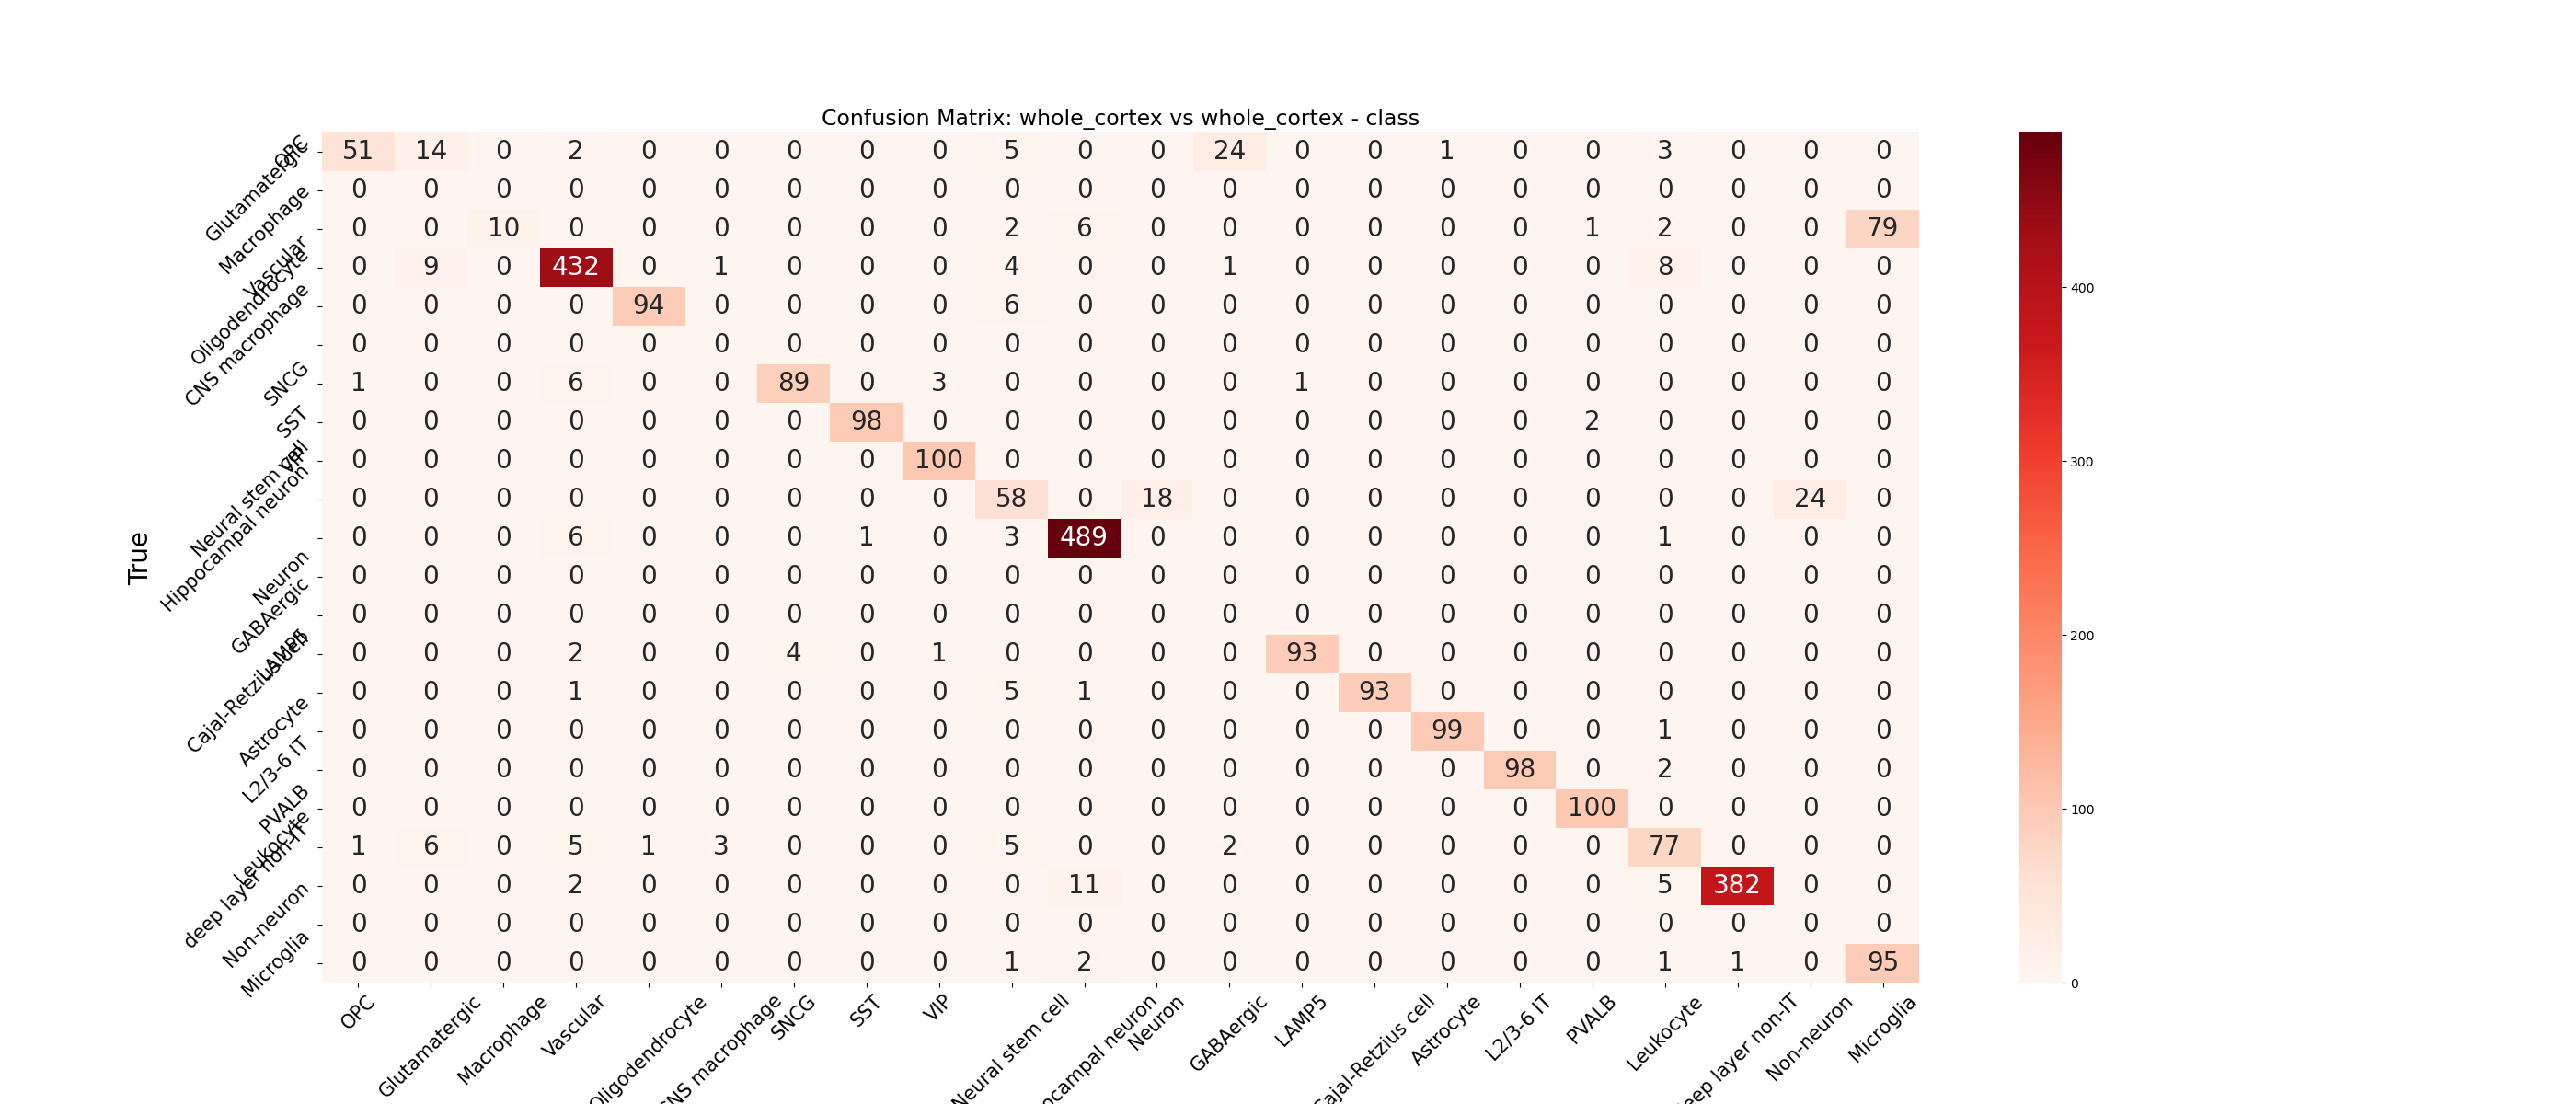 Confusion Matrix: whole_cortex vs whole_cortex - class
OPC 51 14 0 2 0 0 0 0 0 5 0 0 24 0 0 1 0 0 3 0 0 0
Glutamatergic 0 0 0 0 0 0 0 0 0 0 0 0 0 0 0 0 0 0 0 0 0 0
Macrophage 0 0 10 0 0 0 0 0 0 2 6 0 0 0 0 0 0 1 2 0 0 79
Vascular 0 9 0 432 0 1 0 0 0 4 0 0 1 0 0 0 0 0 8 0 0 0
Oligodendrocyte 0 0 0 0 94 0 0 0 0 6 0 0 0 0 0 0 0 0 0 0 0 0
CNS macrophage 0 0 0 0 0 0 0 0 0 0 0 0 0 0 0 0 0 0 0 0 0 0
SNCG 1 0 0 6 0 0 89 0 3 0 0 0 0 1 0 0 0 0 0 0 0 0
SST 0 0 0 0 0 0 0 98 0 0 0 0 0 0 0 0 0 2 0 0 0 0
VIP 0 0 0 0 0 0 0 0 100 0 0 0 0 0 0 0 0 0 0 0 0 0
Neural stem cell 0 0 0 0 0 0 0 0 0 58 0 18 0 0 0 0 0 0 0 0 24 0
Hippocampal neuron 0 0 0 6 0 0 0 1 0 3 489 0 0 0 0 0 0 0 1 0 0 0
Neuron 0 0 0 0 0 0 0 0 0 0 0 0 0 0 0 0 0 0 0 0 0 0
GABAergic 0 0 0 0 0 0 0 0 0 0 0 0 0 0 0 0 0 0 0 0 0 0
LAMP5 0 0 0 2 0 0 4 0 1 0 0 0 0 93 0 0 0 0 0 0 0 0
Cajal-Retzius cell 0 0 0 1 0 0 0 0 0 5 1 0 0 0 93 0 0 0 0 0 0 0
Astrocyte 0 0 0 0 0 0 0 0 0 0 0 0 0 0 0 99 0 0 1 0 0 0
L2/3-6 IT 0 0 0 0 0 0 0 0 0 0 0 0 0 0 0 0 98 0 2 0 0 0
PVALB 0 0 0 0 0 0 0 0 0 0 0 0 0 0 0 0 0 100 0 0 0 0
Leukocyte 1 6 0 5 1 3 0 0 0 5 0 0 2 0 0 0 0 0 77 0 0 0
deep layer non-IT 0 0 0 2 0 0 0 0 0 0 11 0 0 0 0 0 0 0 5 382 0 0
Non-neuron 0 0 0 0 0 0 0 0 0 0 0 0 0 0 0 0 0 0 0 0 0 0
Microglia 0 0 0 0 0 0 0 0 0 1 2 0 0 0 0 0 0 0 1 1 0 95
True
OPC
Glutamatergic
Macrophage
Vascular
Oligodendrocyte
macrophage
SNCG
SST
VIP
Neural stem cell
neuron
Neuron
GABAergic
LAMP5
Cajal-Retzius cell
Astrocyte
L2/3-6 IT
PVALB
Leukocyte
layer non-IT
Non-neuron
Microglia
400
300
200
100
0